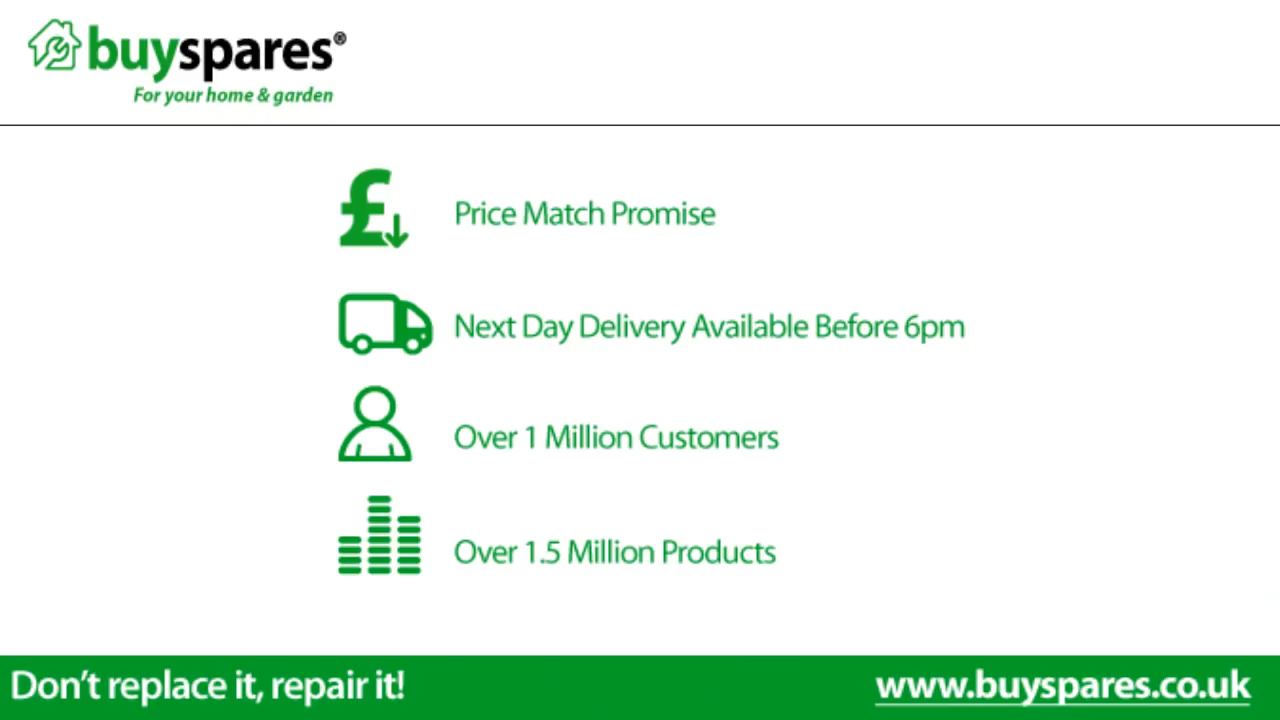 buyspares®
For your home & garden
Price Match Promise
Next Day Delivery Available Before 6pm
Over 1 Million Customers
Over 1.5 Million Products
Don't replace it, repair it!
www.buyspares.co.uk